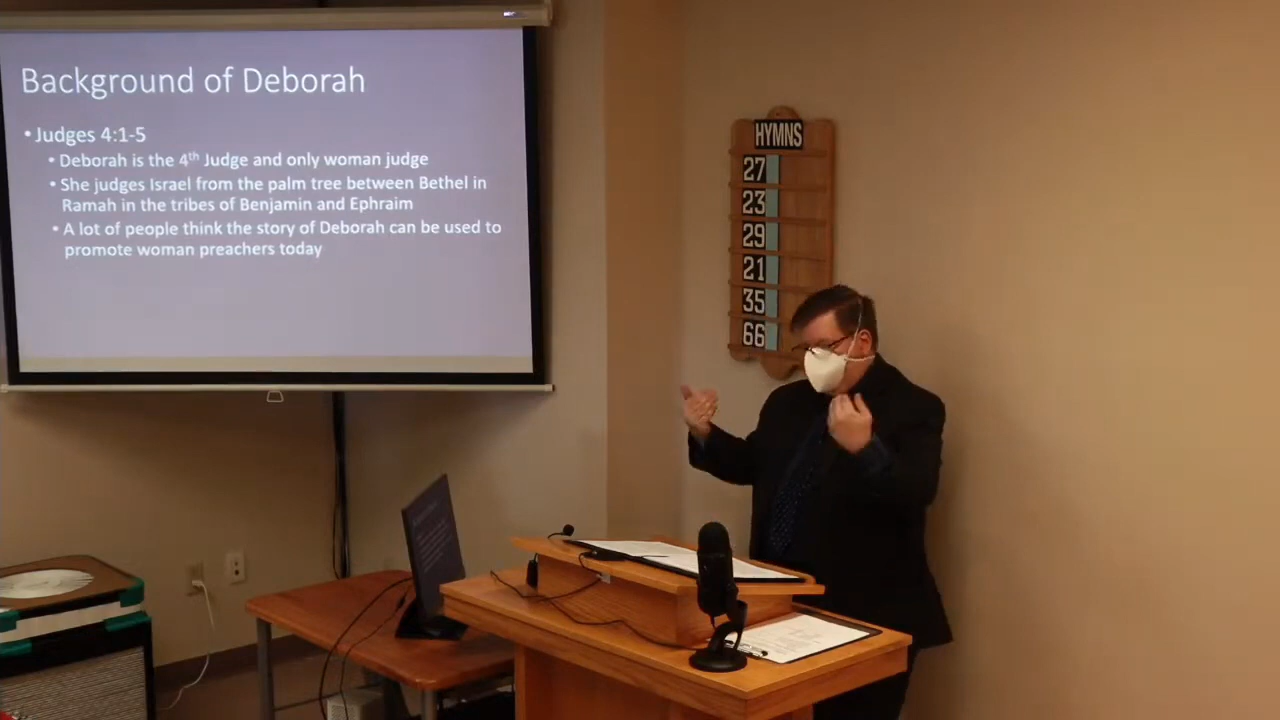 Background of Deborah
• Judges 4:1-5
• Deborah is the 4th Judge and only woman judge
• She judges Israel from the palm tree between Bethel in
Ramah in the tribes of Benjamin and Ephraim
• A lot of people think the story of Deborah can be used to
promote woman preachers today
HYMNS
27
23
29
21
35
66